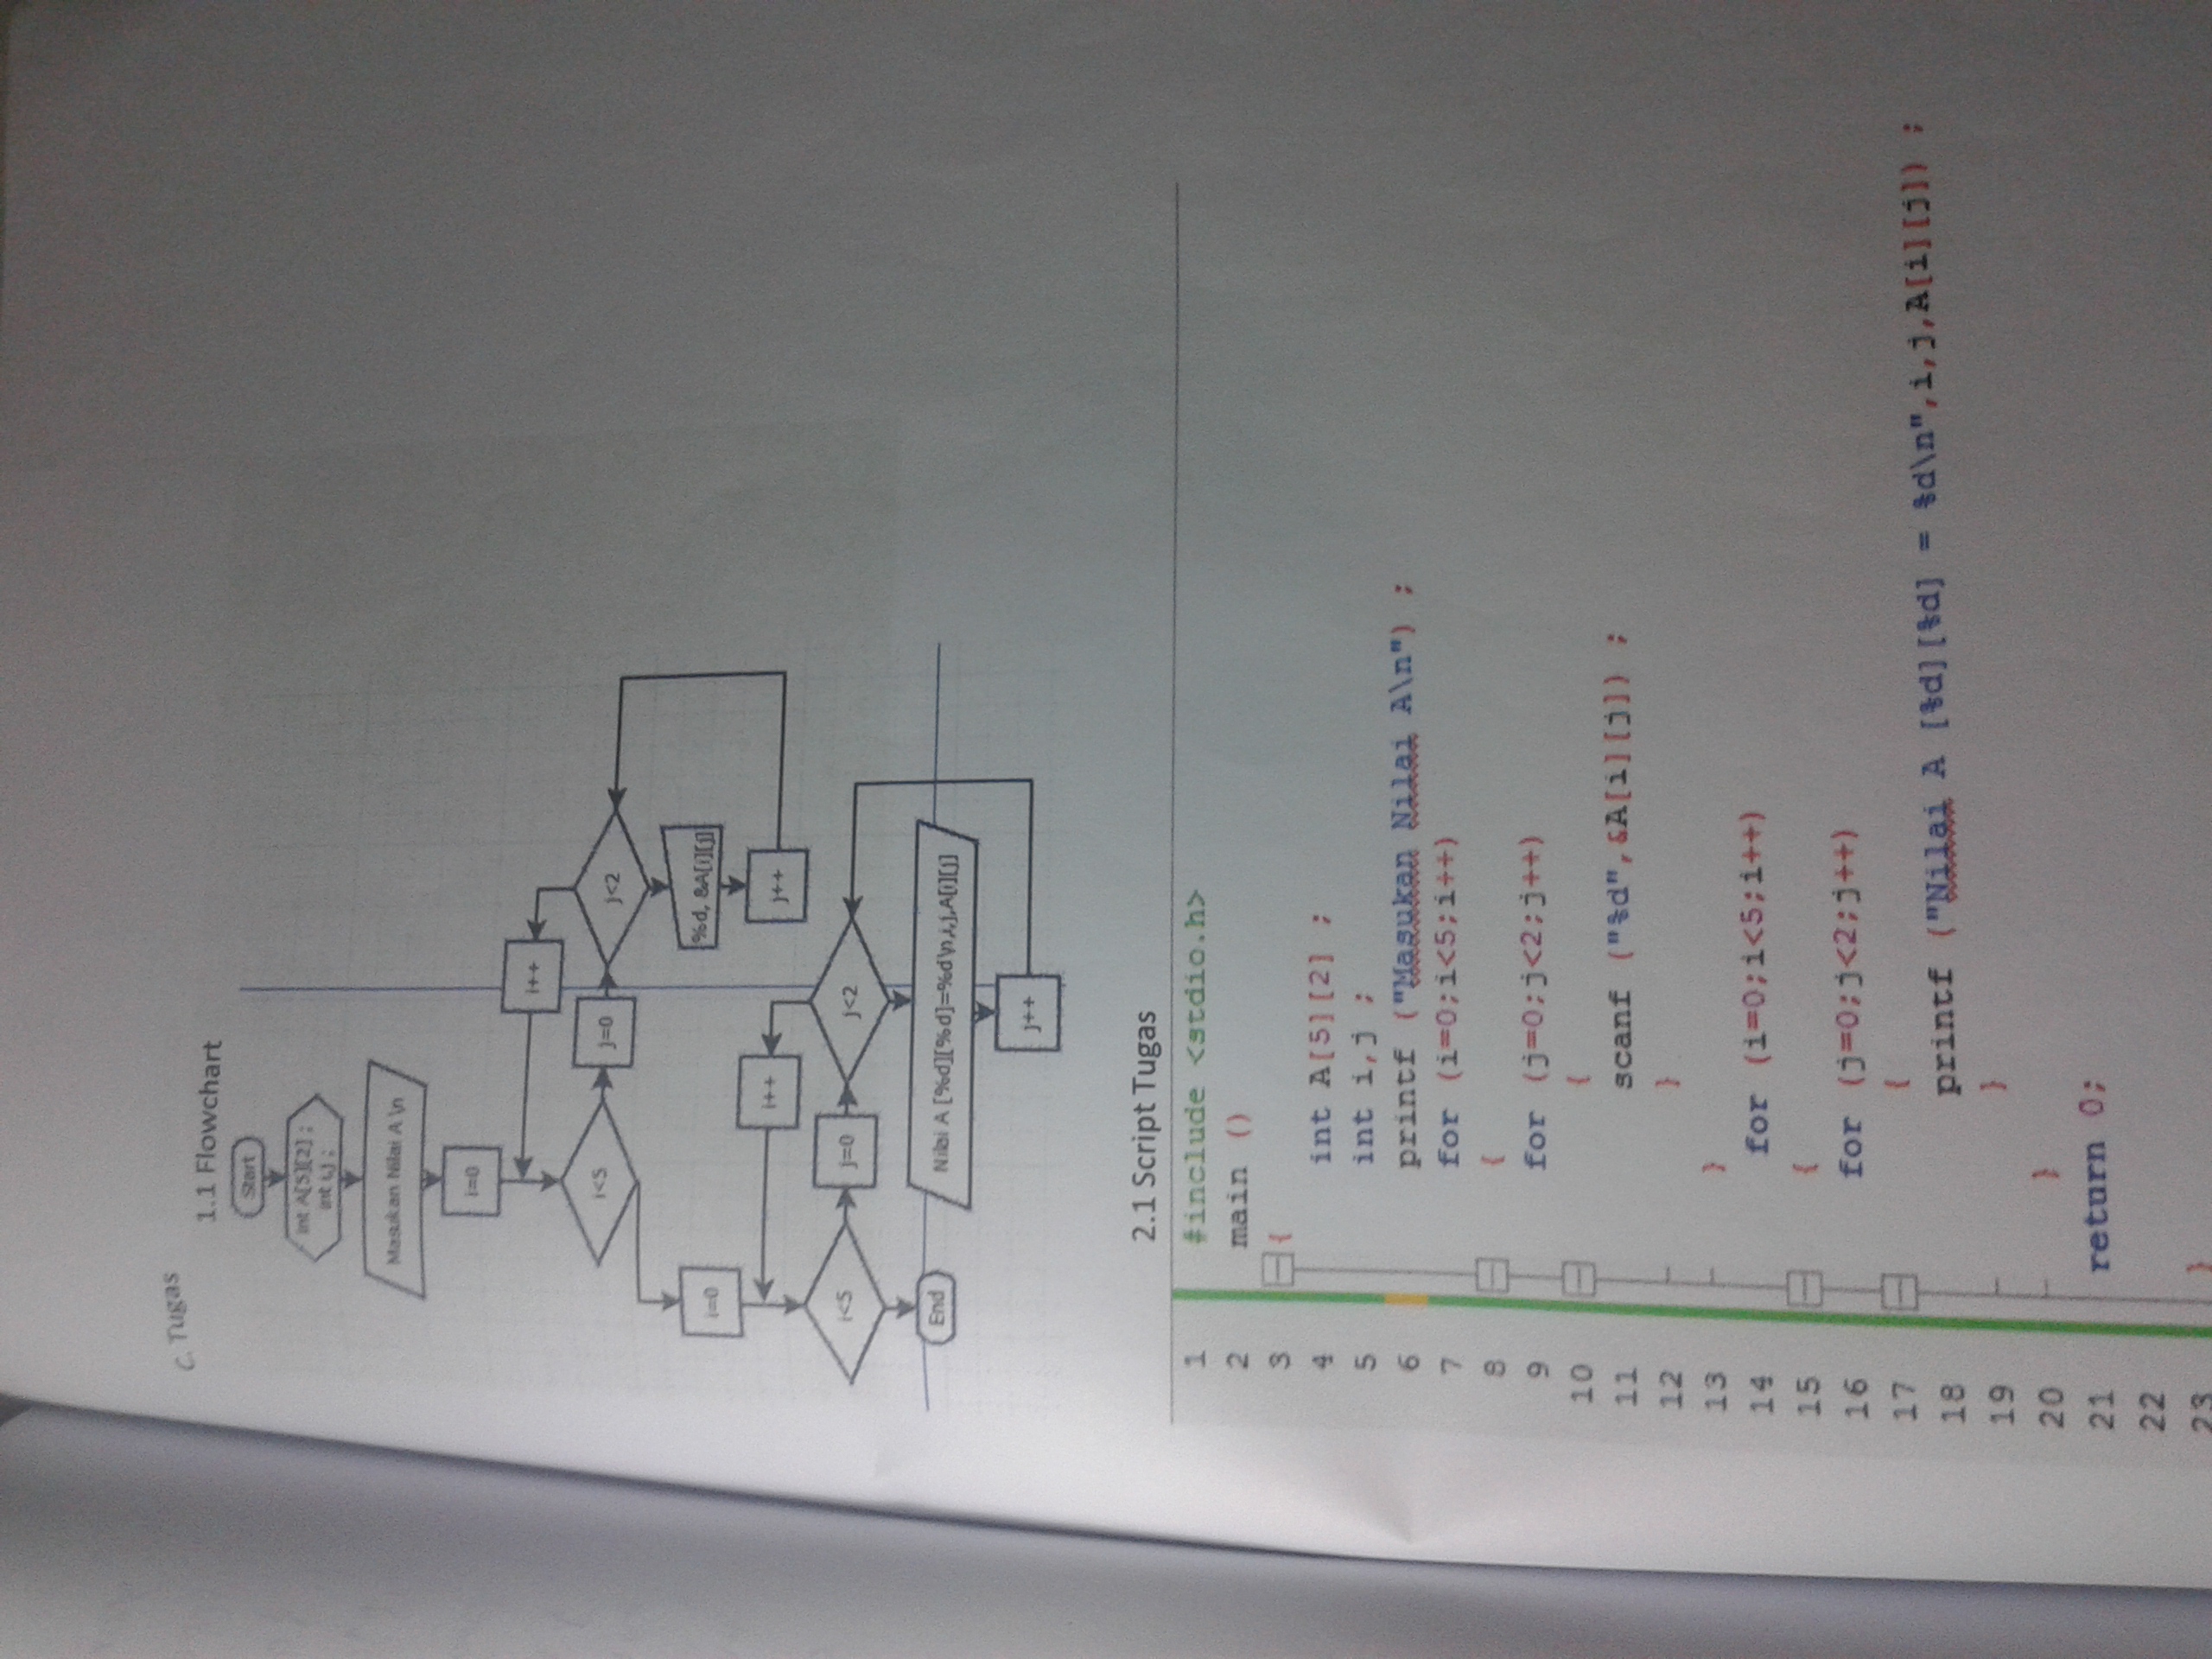 C. Tugas
1.1 Flowchart
Start
int A[5][2] ;
int i,j ;
Masukan Nilai A \n
i=0
i++
i<5
j=0
j<2
%d, &A[i][j]
j++
i=0
i++
i<5
j=0
j<2
End
Nilai A [%d][%d]=%d\n,i,j,A[i][j]
j++
2.1 Script Tugas
1 #include <stdio.h>
2 main ()
3 {
4 int A[5][2] ;
5 int i,j ;
6 printf ("Masukan Nilai A\n") ;
7 for (i=0;i<5;i++)
8 {
9 for (j=0;j<2;j++)
10 {
11 scanf ("%d",&A[i][j]) ;
12 }
13 }
14 for (i=0;i<5;i++)
15 {
16 for (j=0;j<2;j++)
17 {
18 printf ("Nilai A [%d][%d] = %d\n",i,j,A[i][j]) ;
19 }
20 }
21 return 0;
22
23 }